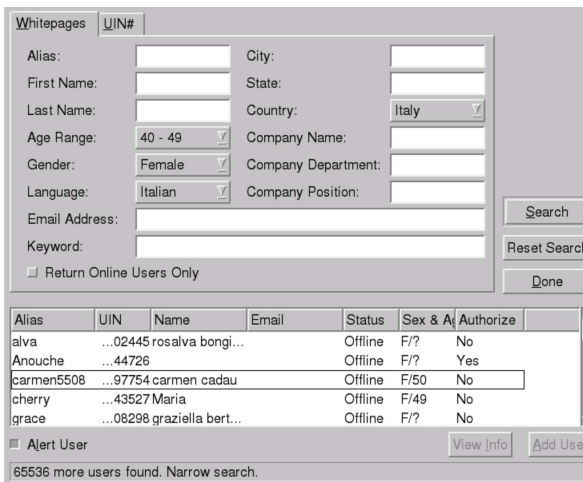 Whitepages UIN#
Alias: City:
First Name: State:
Last Name: Country: Italy
Age Range: 40 - 49 Company Name:
Gender: Female Company Department:
Language: Italian Company Position:
Email Address:
Keyword:
Return Online Users Only
Search
Reset Search
Done
Alias UIN Name Email Status Sex & Ag Authorize
alva ...02445 rosalva bongi... Offline F/? No
Anouche ...44726 Offline F/? Yes
carmen5508 ...97754 carmen cadau Offline F/50 No
cherry ...43527 Maria Offline F/49 No
grace ...08298 graziella bert... Offline F/? No
Alert User View Info Add Use
65536 more users found. Narrow search.